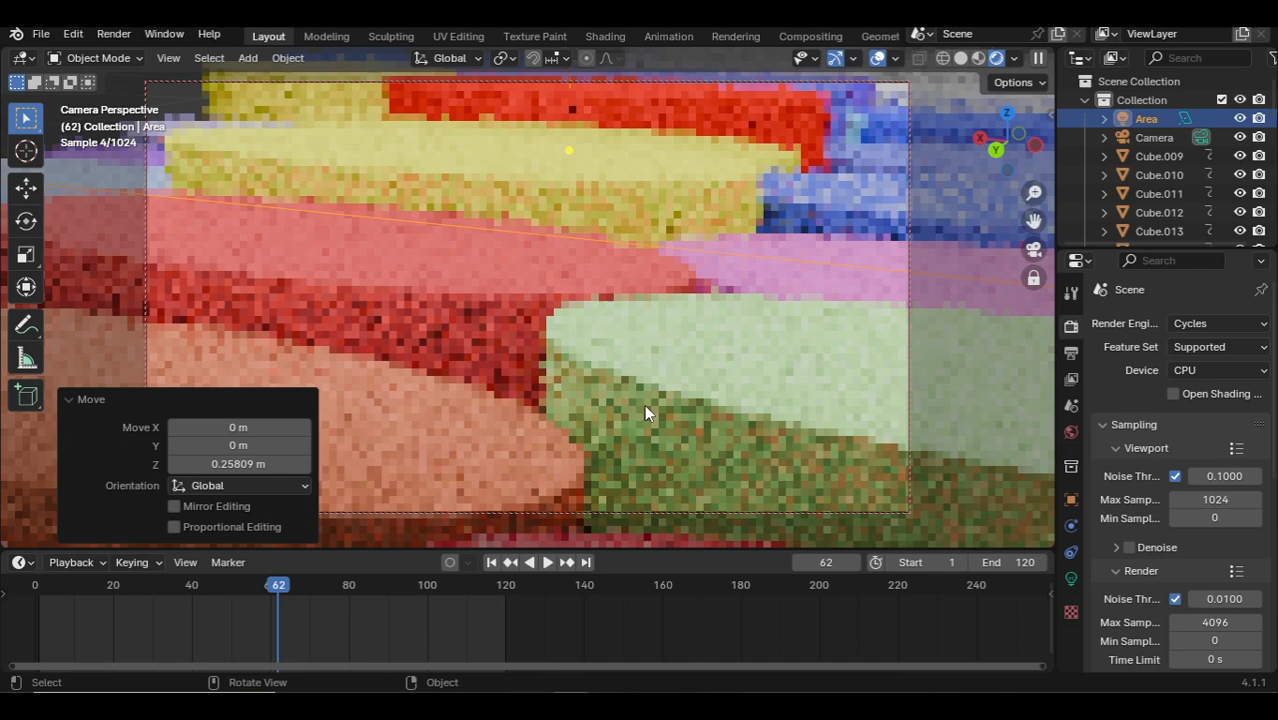 File Edit Render Window Help Layout Modeling Sculpting UV Editing Texture Paint Shading Animation Rendering Compositing Geomet Scene ViewLayer
Object Mode View Select Add Object Global Search
Options Scene Collection
Camera Perspective Collection
(62) Collection | Area Area
Sample 4/1024 Camera
X Y Z
Cube.009
Cube.010
Cube.011
Cube.012
Cube.013
Search
Scene
Render Engi... Cycles
Feature Set Supported
Device CPU
Open Shading ...
Sampling
Viewport
Noise Thr... 0.1000
Max Samp... 1024
Min Sampl... 0
Denoise
Render
Noise Thr... 0.0100
Max Samp... 4096
Min Sampl... 0
Time Limit 0 s
Move
Move X 0 m
Y 0 m
Z 0.25809 m
Orientation Global
Mirror Editing
Proportional Editing
Playback Keying View Marker 62 Start 1 End 120
0 20 40 62 80 100 120 140 160 180 200 220 240
Select Rotate View Object 4.1.1